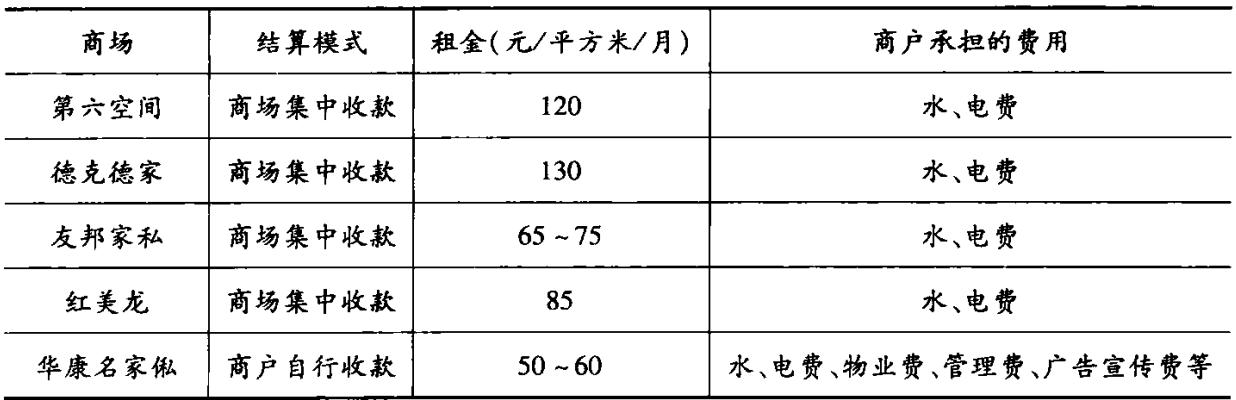 商场 结算模式 租金(元/平方米/月) 商户承担的费用
第六空间 商场集中收款 120 水、电费
德克德家 商场集中收款 130 水、电费
友邦家私 商场集中收款 65~75 水、电费
红美龙 商场集中收款 85 水、电费
华康名家俬 商户自行收款 50~60 水、电费、物业费、管理费、广告宣传费等